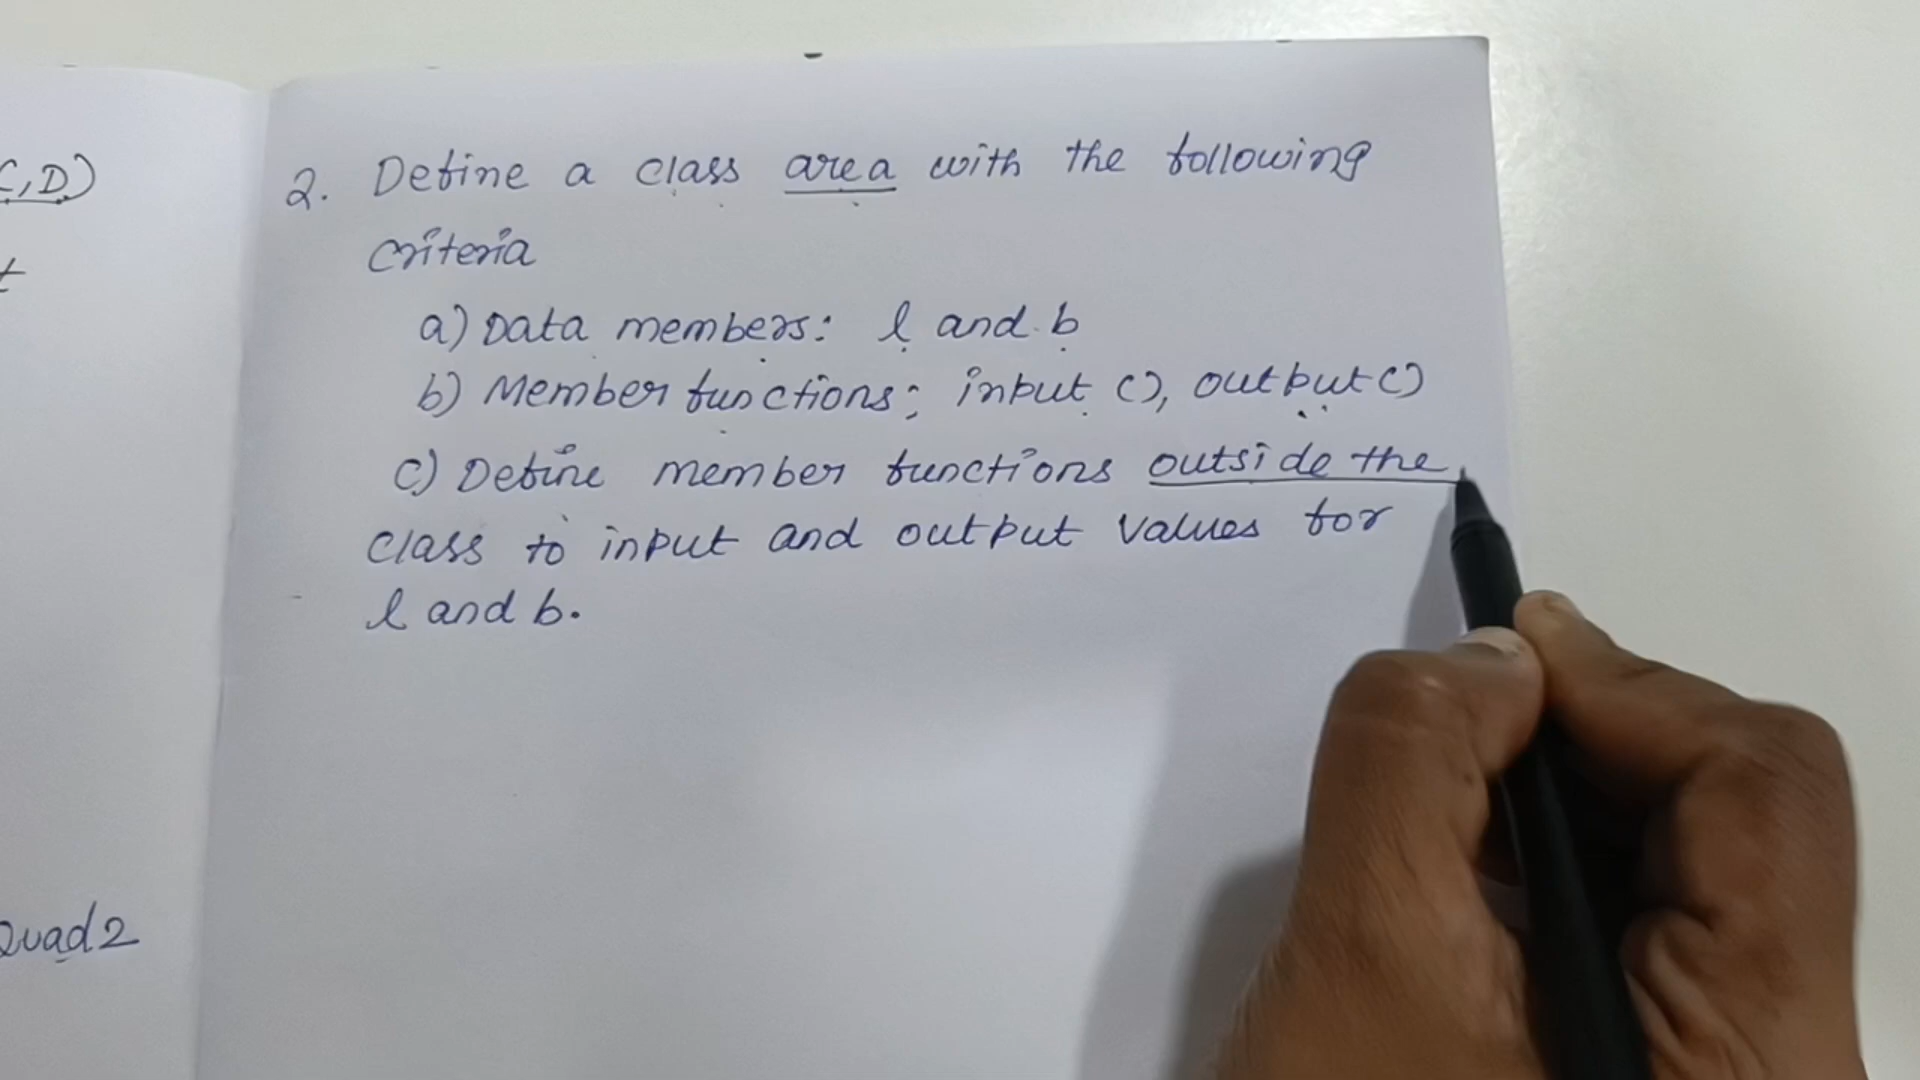 C,D)
t
Quad2
2. Define a class area with the following
criteria
a) Data members: l and b
b) Member functions: input (), output ()
c) Define member functions outside the
class to input and output values for
l and b.